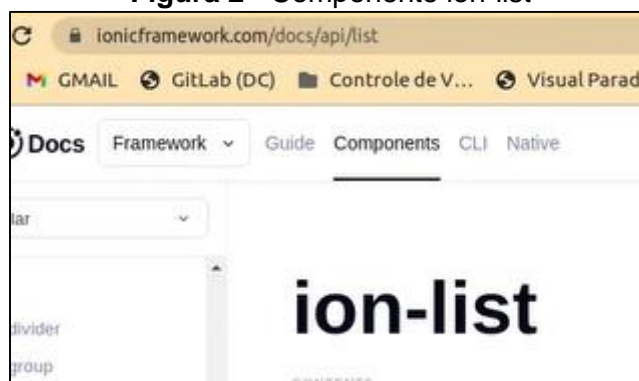 Figura 2 - Componente ion-list
ionicframework.com/docs/api/list
GMAIL GitLab (DC) Controle de V... Visual Parad
Docs Framework Guide Components CLI Native
lar
ion-list
divider
group
CONTENTS